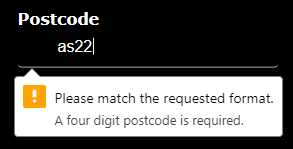 Postcode
as22
Please match the requested format.
A four digit postcode is required.